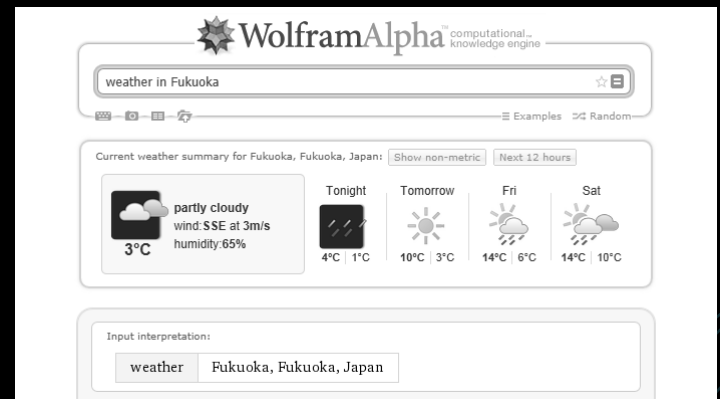 WolframAlpha™ computational... knowledge engine
weather in Fukuoka
Examples Random
Current weather summary for Fukuoka, Fukuoka, Japan: Show non-metric Next 12 hours
Tonight Tomorrow Fri Sat
partly cloudy
wind:SSE at 3m/s
humidity:65%
3°C
4°C 1°C 10°C 3°C 14°C 6°C 14°C 10°C
Input interpretation:
weather Fukuoka, Fukuoka, Japan